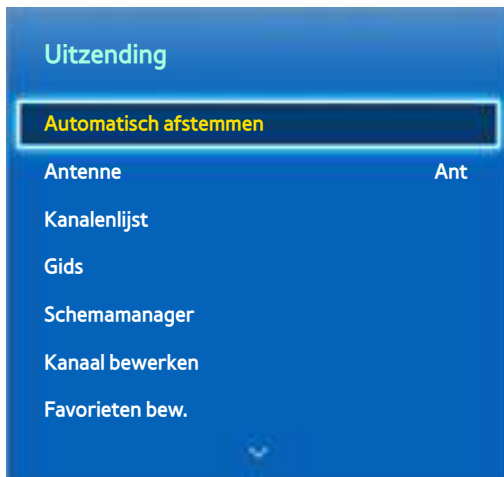 Uitzending
Automatisch afstemmen
Antenne Ant
Kanalenlijst
Gids
Schemamanager
Kanaal bewerken
Favorieten bew.